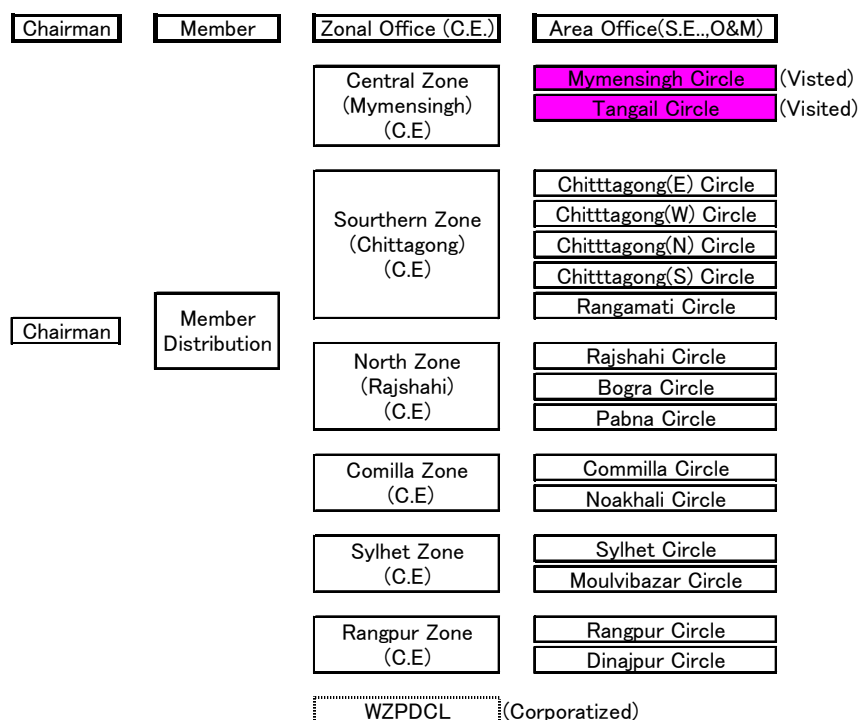 Chairman
Member
Zonal Office (C.E.)
Area Office(S.E..,O&M)
Central Zone
(Mymensingh)
(C.E)
Mymensingh Circle
(Visted)
Tangail Circle
(Visited)
Sourthern Zone
(Chittagong)
(C.E)
Chitttagong(E) Circle
Chitttagong(W) Circle
Chitttagong(N) Circle
Chitttagong(S) Circle
Rangamati Circle
Chairman
Member
Distribution
North Zone
(Rajshahi)
(C.E)
Rajshahi Circle
Bogra Circle
Pabna Circle
Comilla Zone
(C.E)
Commilla Circle
Noakhali Circle
Sylhet Zone
(C.E)
Sylhet Circle
Moulvibazar Circle
Rangpur Zone
(C.E)
Rangpur Circle
Dinajpur Circle
WZPDCL
(Corporatized)